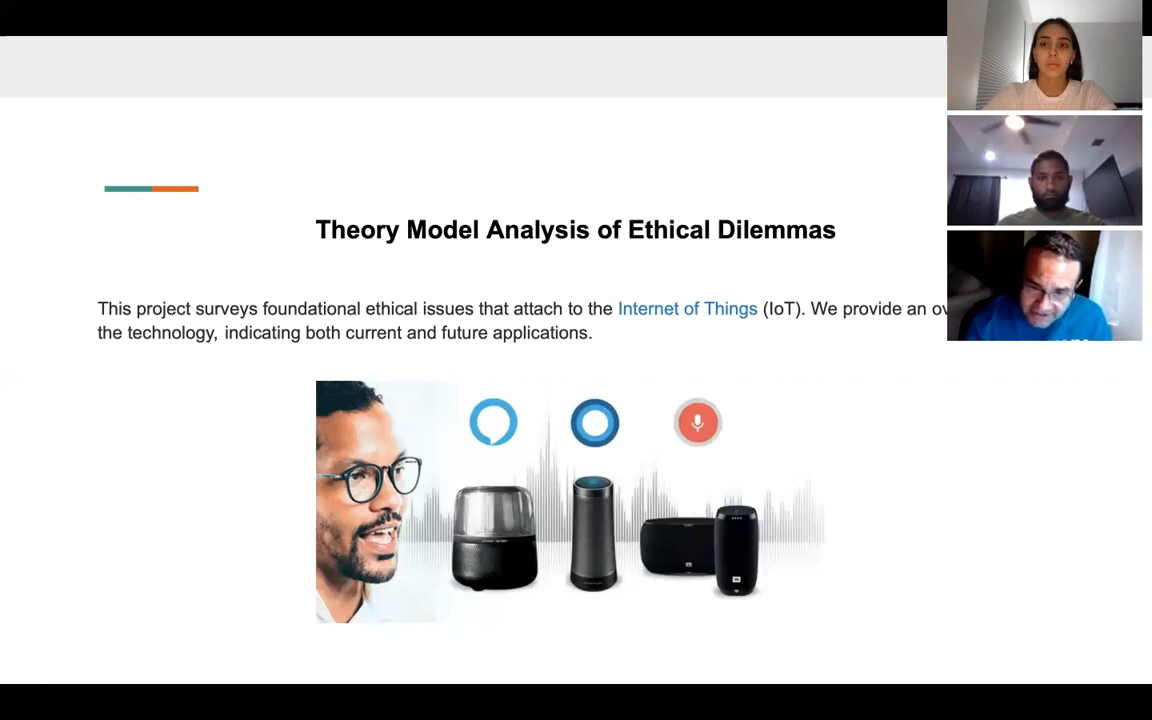 Theory Model Analysis of Ethical Dilemmas
This project surveys foundational ethical issues that attach to the Internet of Things (IoT). We provide an
the technology, indicating both current and future applications.
JBL